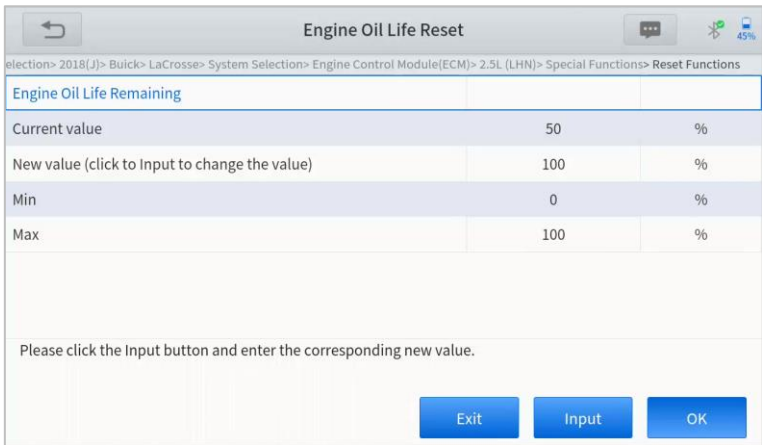 Engine Oil Life Reset
45%
election> 2018(J)> Buick> LaCrosse> System Selection> Engine Control Module(ECM)> 2.5L (LHN)> Special Functions> Reset Functions
Engine Oil Life Remaining
Current value 50 %
New value (click to Input to change the value) 100 %
Min 0 %
Max 100 %
Please click the Input button and enter the corresponding new value.
Exit Input OK